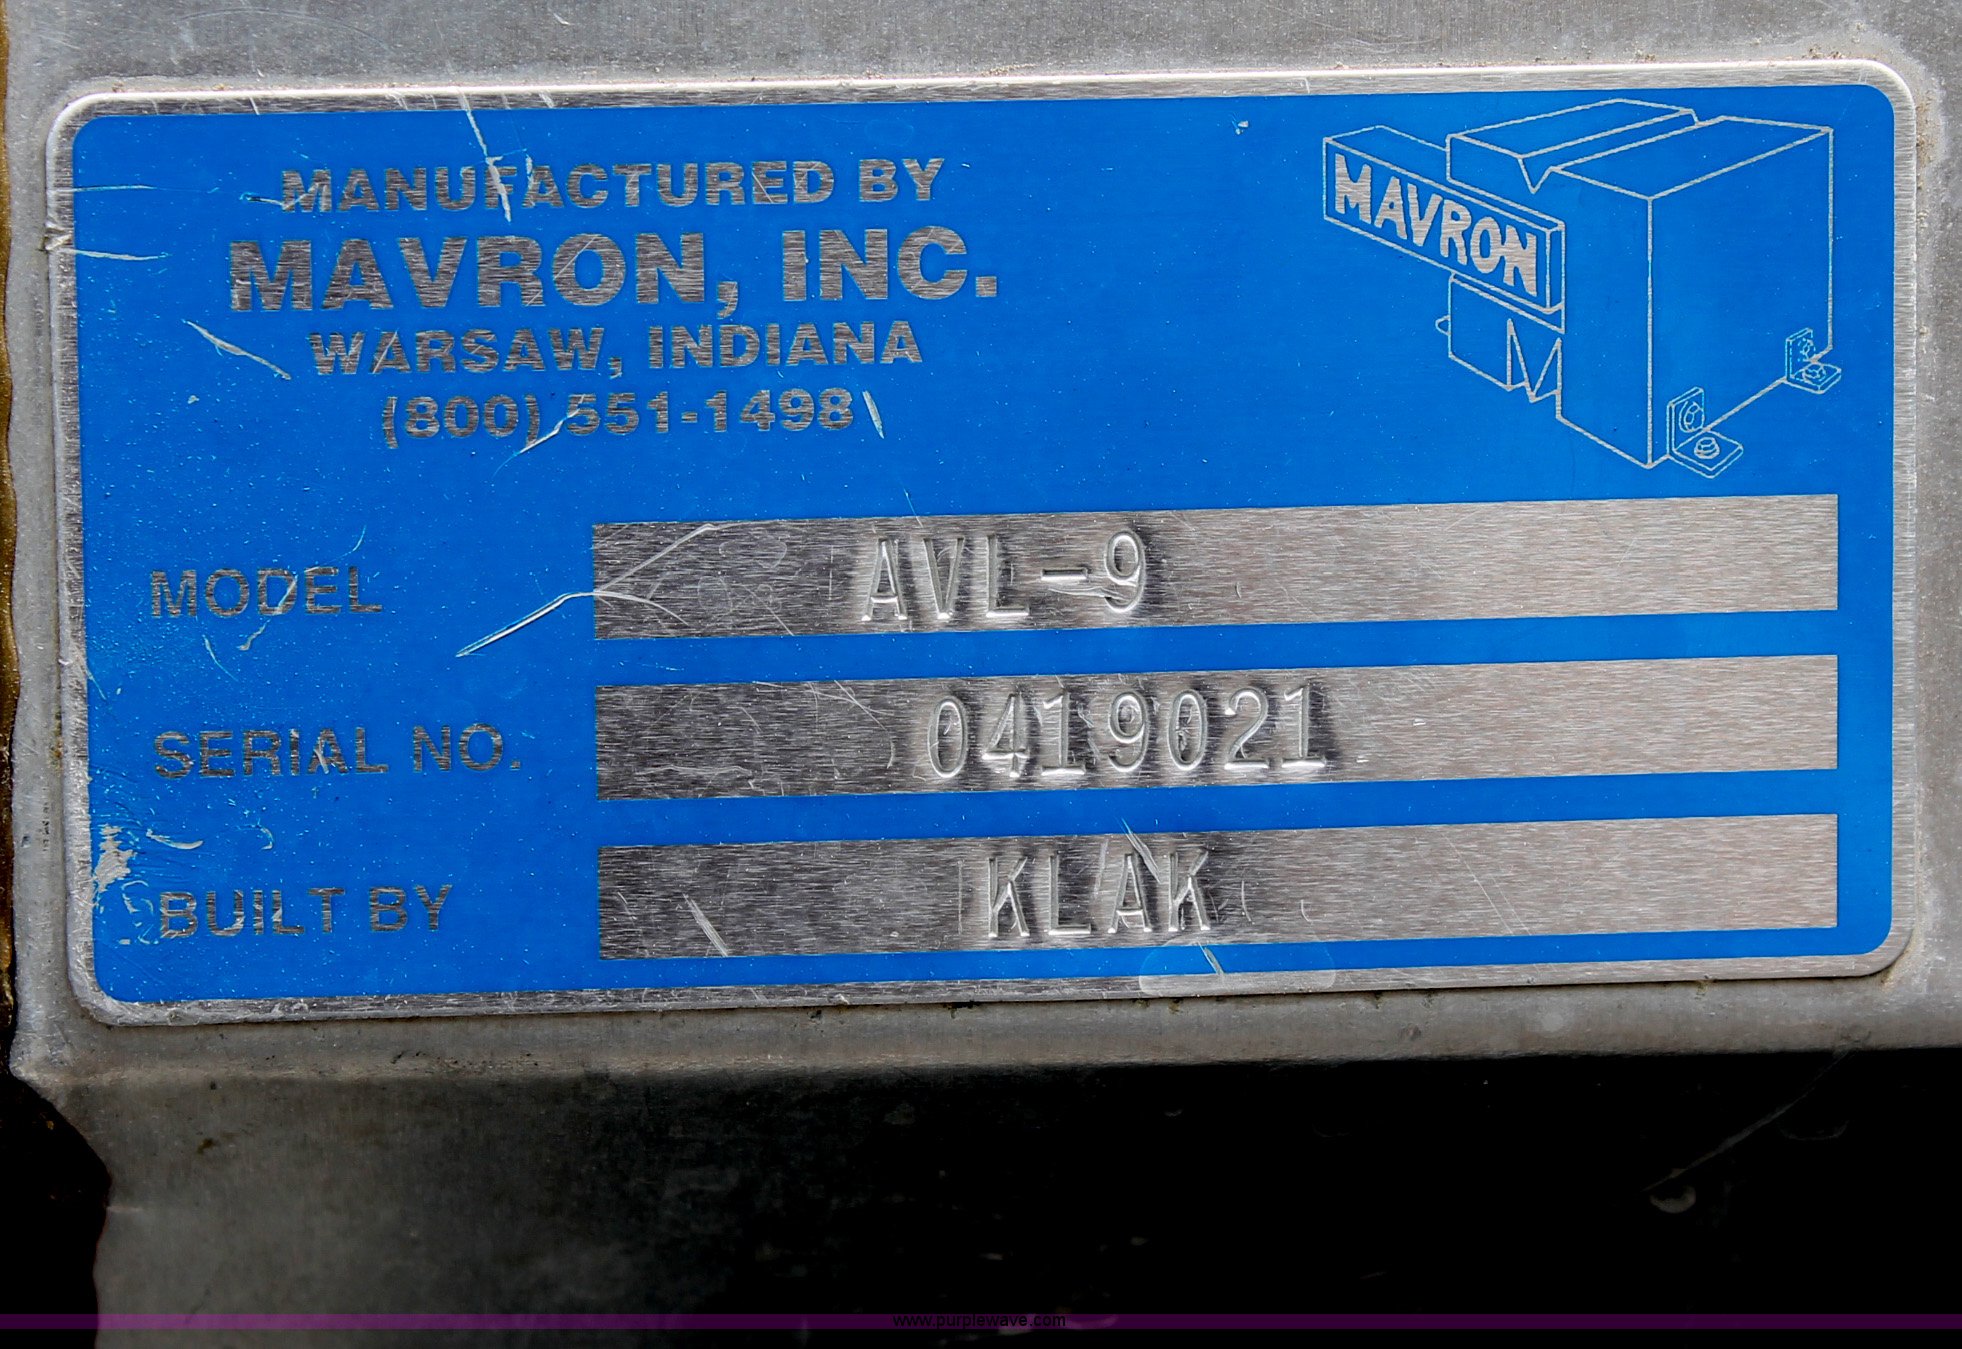 MANUFACTURED BY
MAVRON, INC.
WARSAW, INDIANA
(800) 551-1498
MAVRON
M
MODEL AVL-9
SERIAL NO. 0419021
BUILT BY KLAK
www.purplewave.com